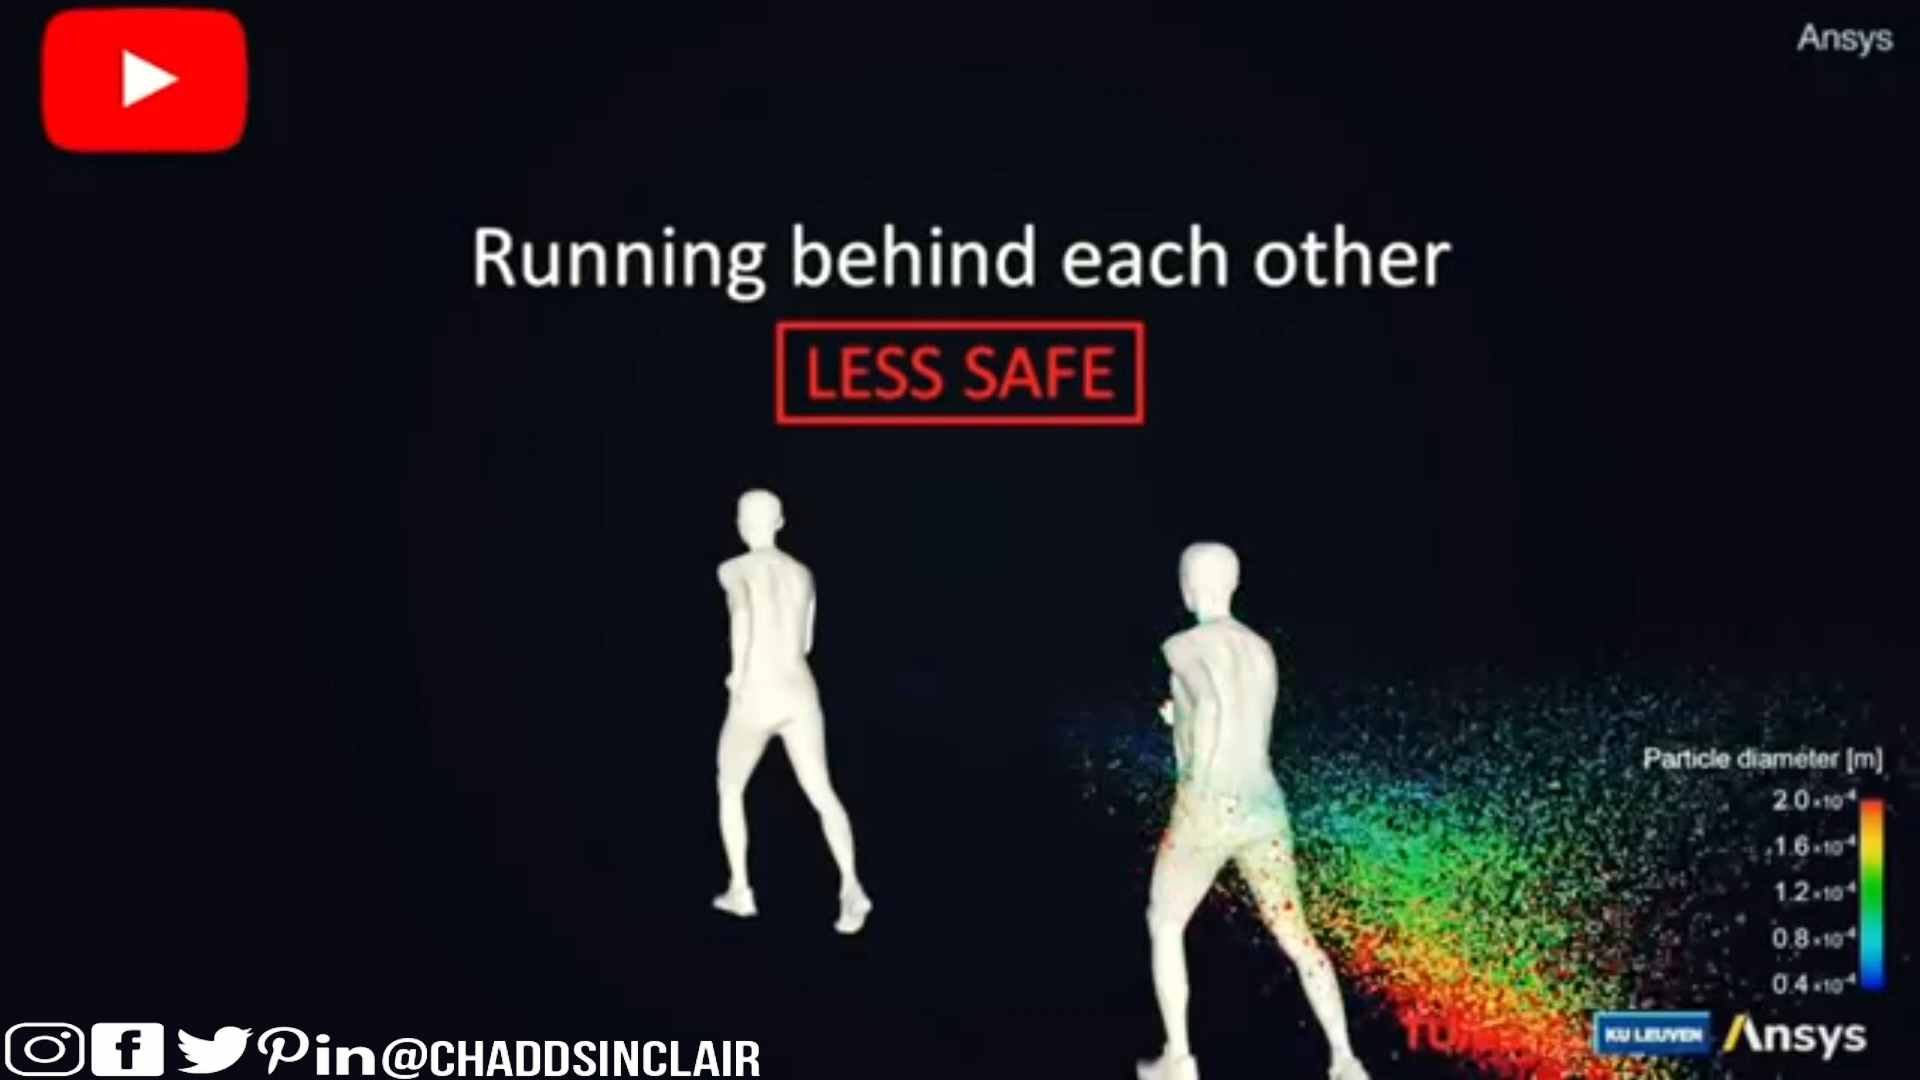 Ansys
Running behind each other
LESS SAFE
Particle diameter [m]
2.0×10⁻⁴
1.6×10⁻⁴
1.2×10⁻⁴
0.8×10⁻⁴
0.4×10⁻⁴
KU LEUVEN Ansys
@CHADDSINCLAIR